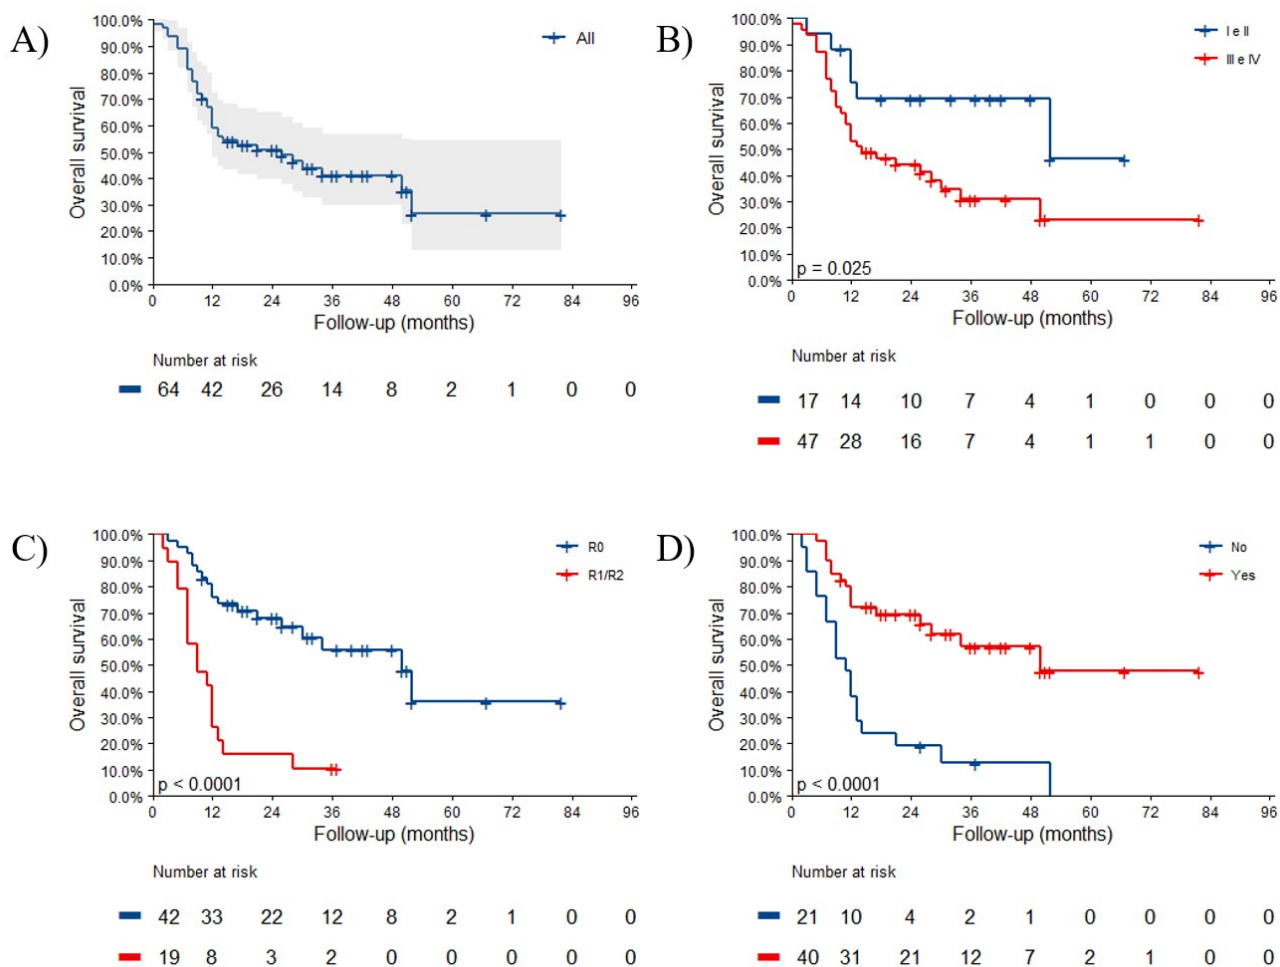 A)
100.0%
90.0%
80.0%
70.0%
60.0%
50.0%
40.0%
30.0%
20.0%
10.0%
0.0%
Overall survival
All
0 12 24 36 48 60 72 84 96
Follow-up (months)
Number at risk
64 42 26 14 8 2 1 0 0
B)
100.0%
90.0%
80.0%
70.0%
60.0%
50.0%
40.0%
30.0%
20.0%
10.0%
0.0%
Overall survival
I e II
III e IV
p = 0.025
0 12 24 36 48 60 72 84 96
Follow-up (months)
Number at risk
17 14 10 7 4 1 0 0 0
47 28 16 7 4 1 1 0 0
C)
100.0%
90.0%
80.0%
70.0%
60.0%
50.0%
40.0%
30.0%
20.0%
10.0%
0.0%
Overall survival
R0
R1/R2
p < 0.0001
0 12 24 36 48 60 72 84 96
Follow-up (months)
Number at risk
42 33 22 12 8 2 1 0 0
19 8 3 2 0 0 0 0 0
D)
100.0%
90.0%
80.0%
70.0%
60.0%
50.0%
40.0%
30.0%
20.0%
10.0%
0.0%
Overall survival
No
Yes
p < 0.0001
0 12 24 36 48 60 72 84 96
Follow-up (months)
Number at risk
21 10 4 2 1 0 0 0 0
40 31 21 12 7 2 1 0 0